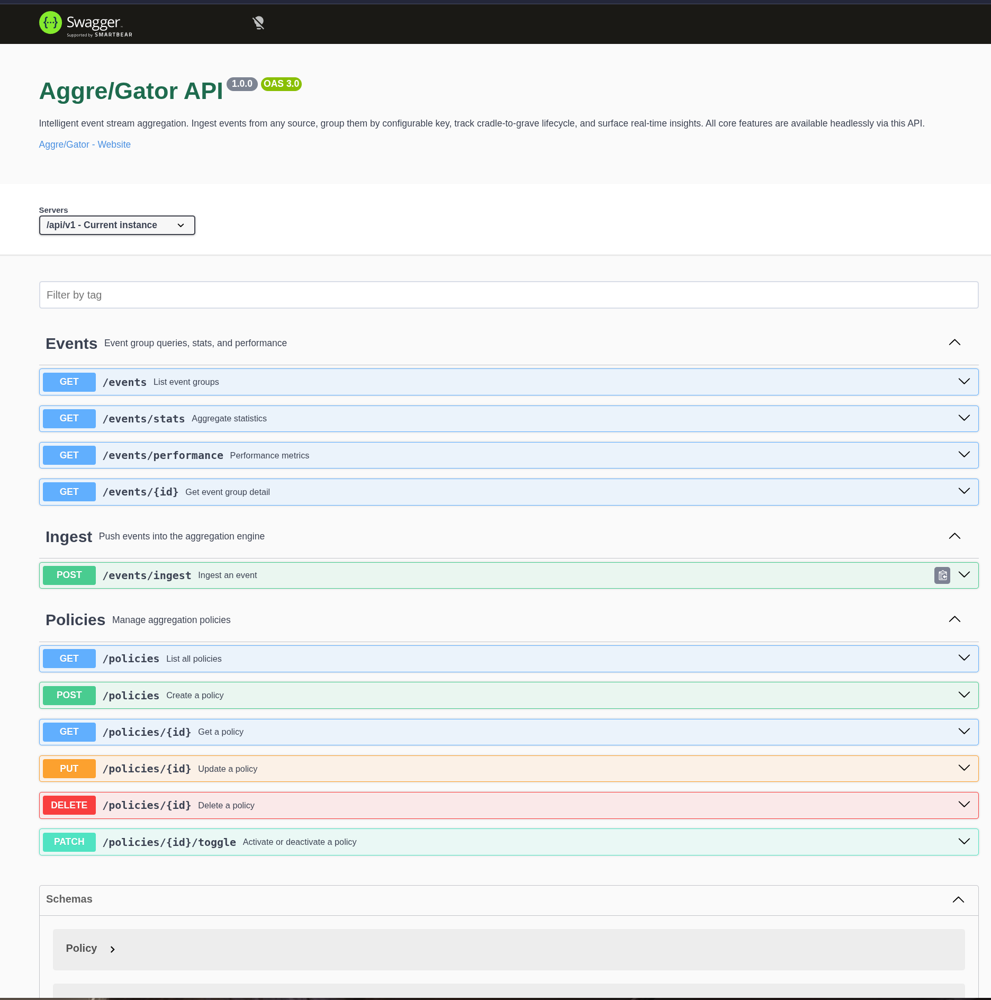 Swagger
Supported by SMARTBEAR
Aggre/Gator API 1.0.0 OAS 3.0
Intelligent event stream aggregation. Ingest events from any source, group them by configurable key, track cradle-to-grave lifecycle, and surface real-time insights. All core features are available headlessly via this API.
Aggre/Gator - Website
Servers
/api/v1 - Current instance
Filter by tag
Events Event group queries, stats, and performance
GET /events List event groups
GET /events/stats Aggregate statistics
GET /events/performance Performance metrics
GET /events/{id} Get event group detail
Ingest Push events into the aggregation engine
POST /events/ingest Ingest an event
Policies Manage aggregation policies
GET /policies List all policies
POST /policies Create a policy
GET /policies/{id} Get a policy
PUT /policies/{id} Update a policy
DELETE /policies/{id} Delete a policy
PATCH /policies/{id}/toggle Activate or deactivate a policy
Schemas
Policy